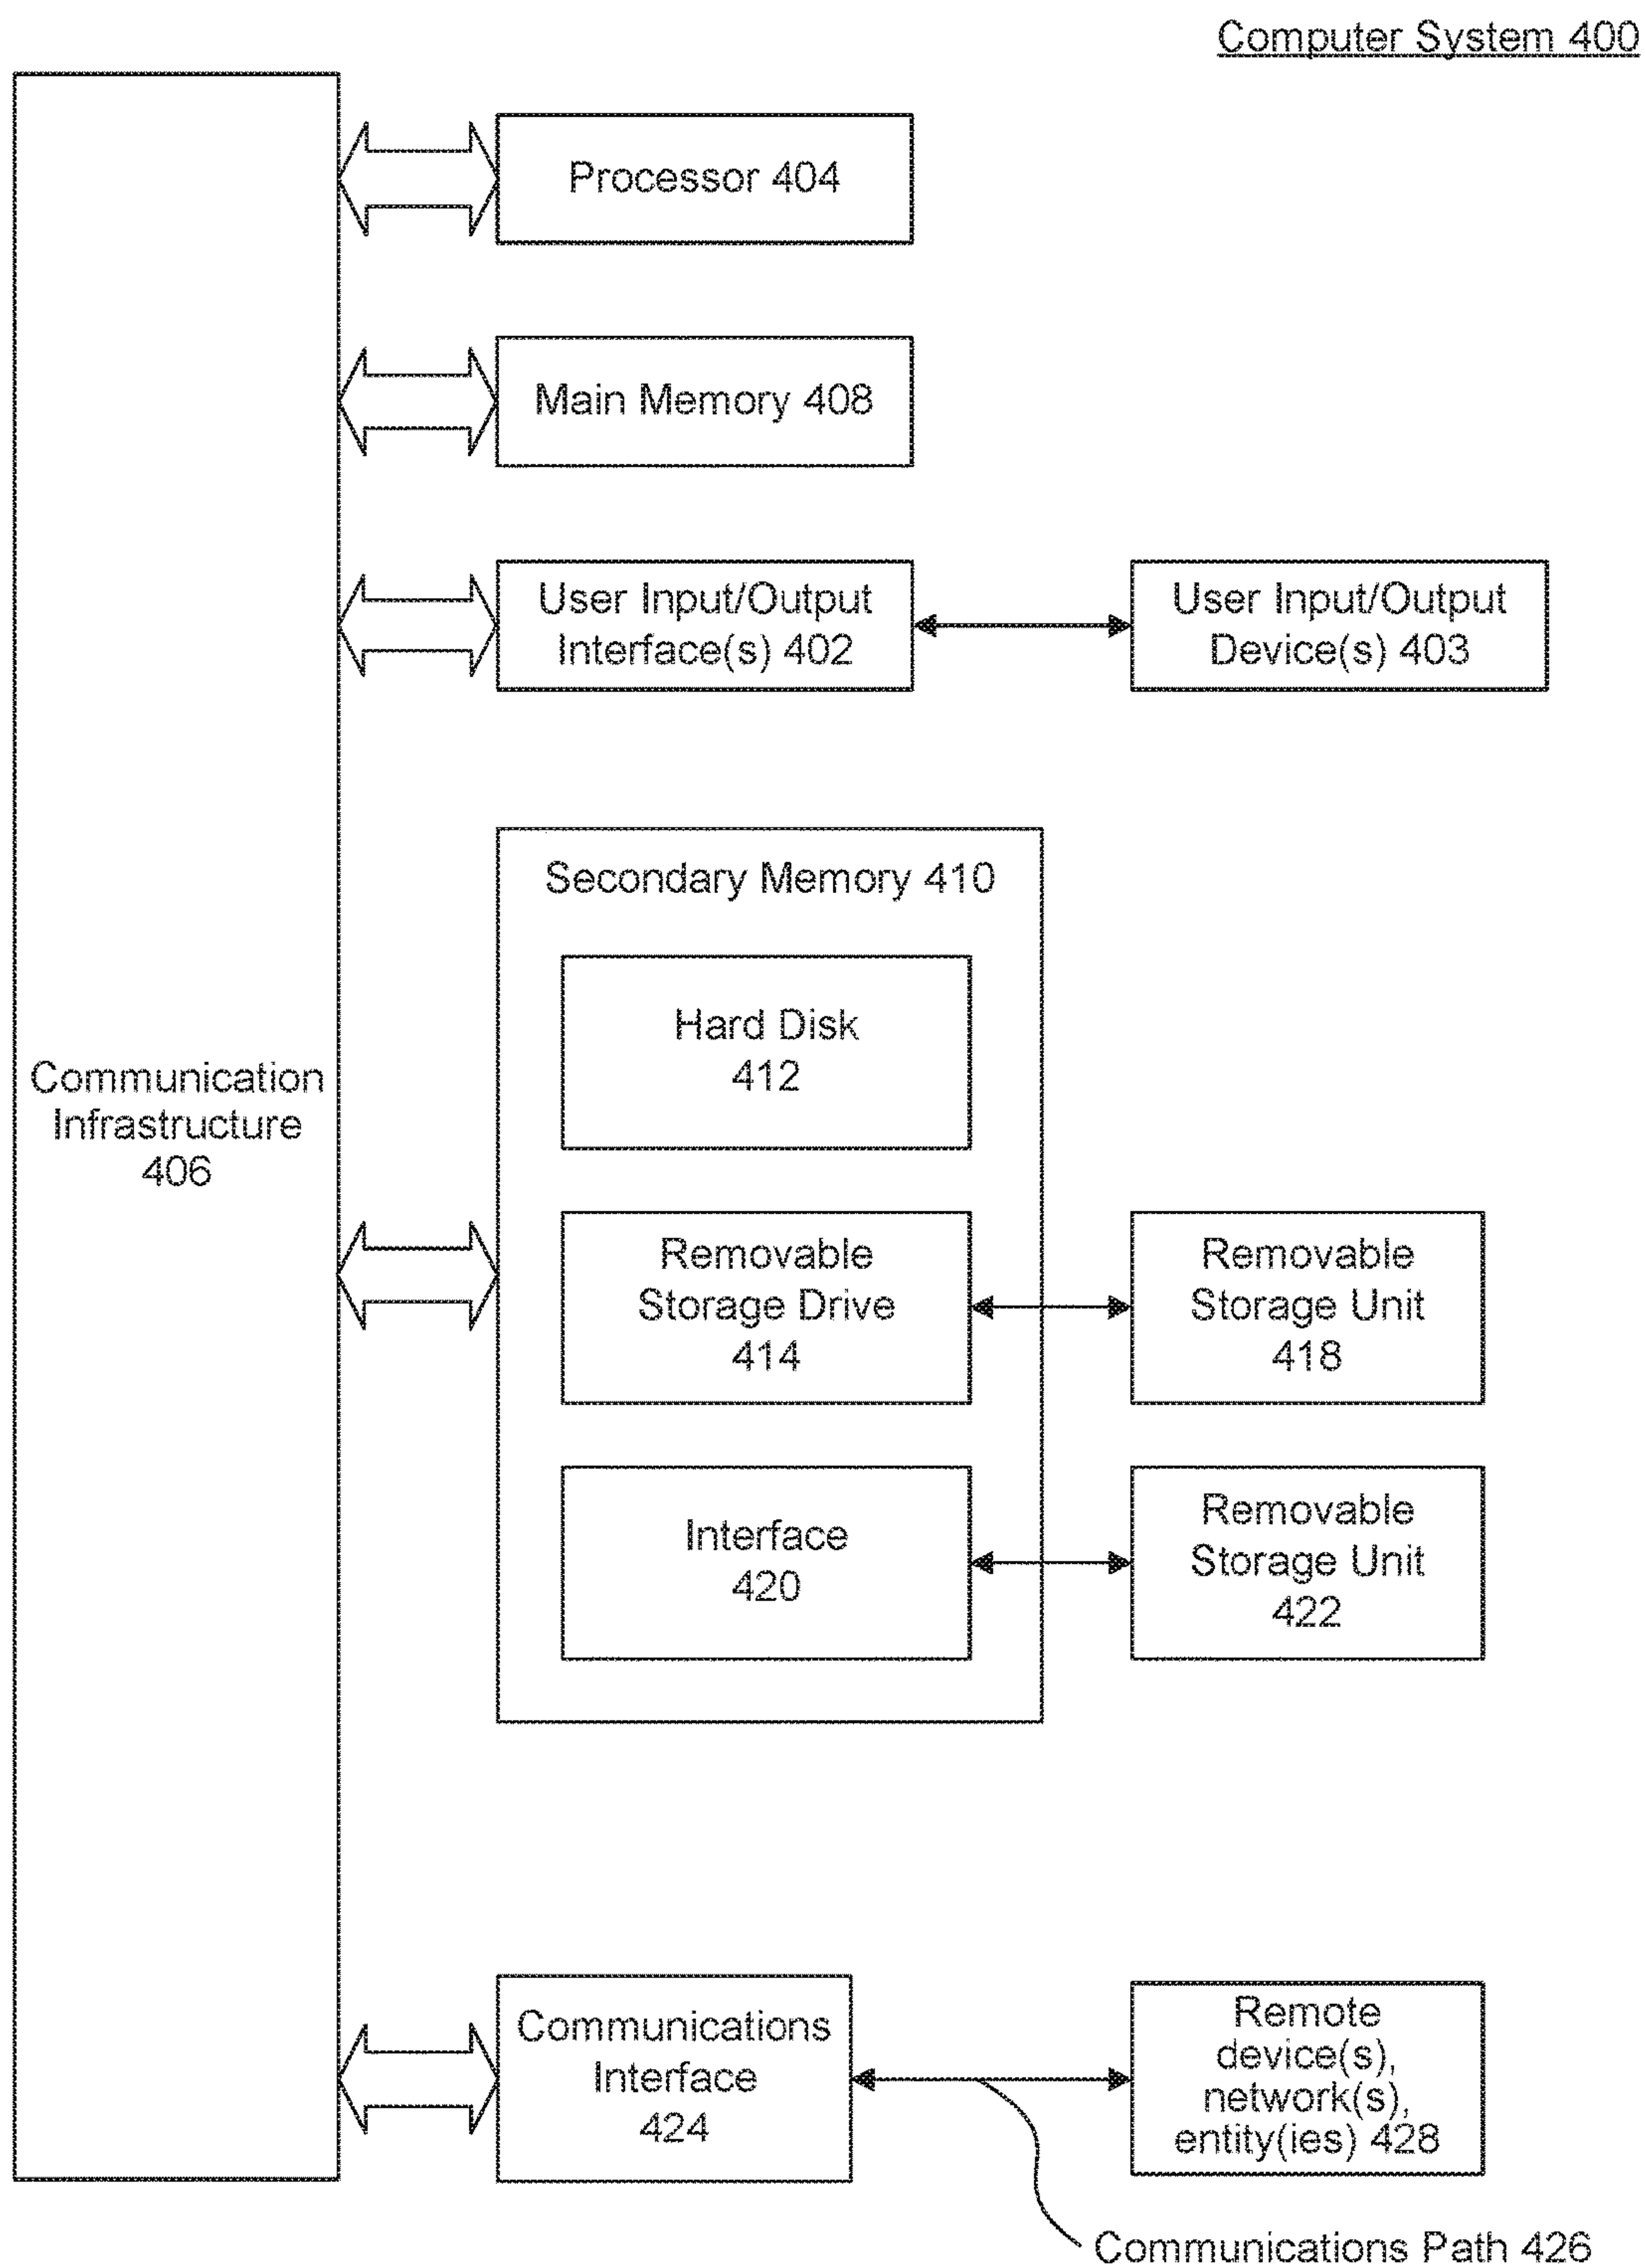 Computer System 400
Processor 404
Main Memory 408
User Input/Output
Interface(s) 402
User Input/Output
Device(s) 403
Secondary Memory 410
Hard Disk
412
Communication
Infrastructure
406
Removable
Storage Drive
414
Removable
Storage Unit
418
Interface
420
Removable
Storage Unit
422
Communications
Interface
424
Remote
device(s),
network(s),
entity(ies) 428
Communications Path 426